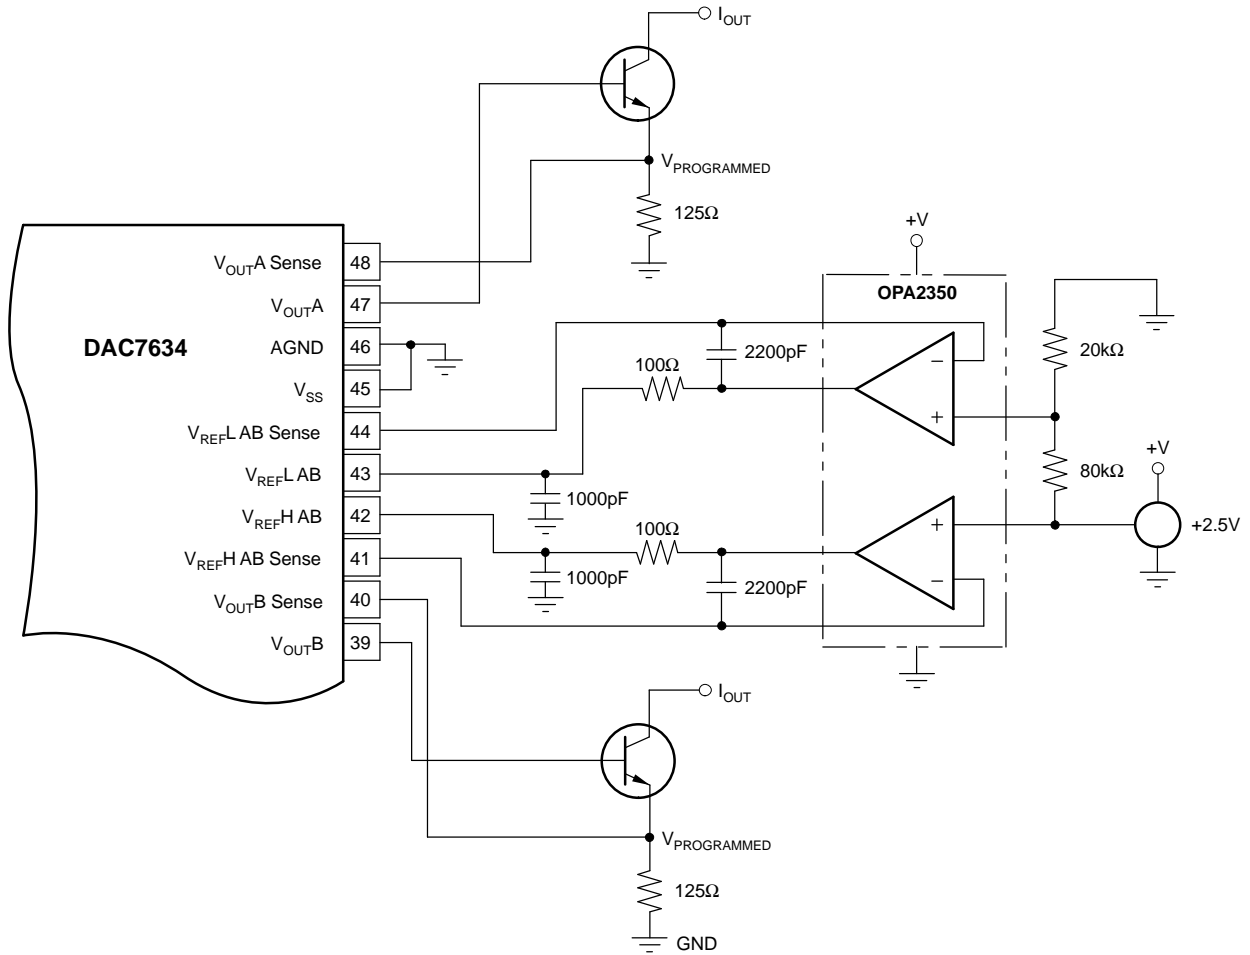 I_OUT
V_PROGRAMMED
125Ω
+V
V_OUT A Sense 48
OPA2350
V_OUT A 47
DAC7634
AGND 46
20kΩ
2200pF
100Ω
V_SS 45
V_REF L AB Sense 44
+V
80kΩ
V_REF L AB 43
1000pF
V_REF H AB 42
100Ω
+2.5V
V_REF H AB Sense 41
1000pF
2200pF
V_OUT B Sense 40
V_OUT B 39
I_OUT
V_PROGRAMMED
125Ω
GND